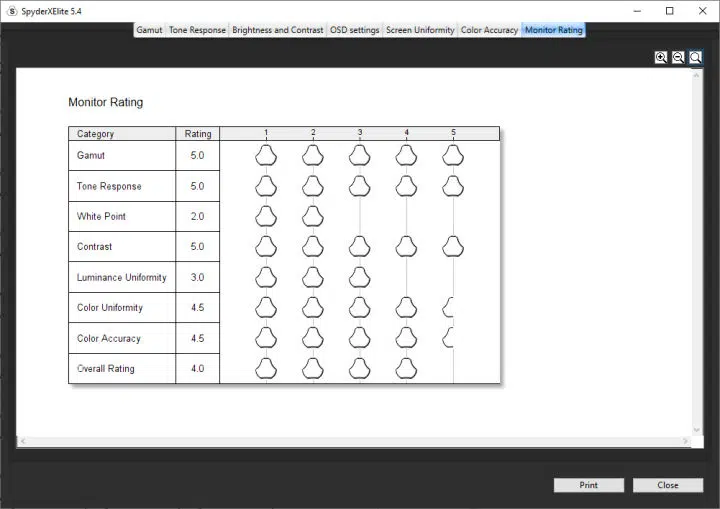 SpyderXElite 5.4
Gamut Tone Response Brightness and Contrast OSD settings Screen Uniformity Color Accuracy Monitor Rating
Monitor Rating
Category Rating 1 2 3 4 5
Gamut 5.0
Tone Response 5.0
White Point 2.0
Contrast 5.0
Luminance Uniformity 3.0
Color Uniformity 4.5
Color Accuracy 4.5
Overall Rating 4.0
Print Close